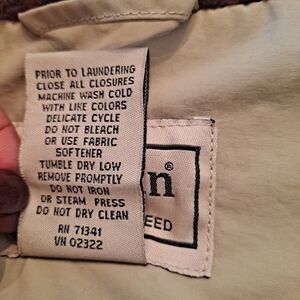 PRIOR TO LAUNDERING
CLOSE ALL CLOSURES
MACHINE WASH COLD
WITH LIKE COLORS
DELICATE CYCLE
DO NOT BLEACH
OR USE FABRIC
SOFTENER
TUMBLE DRY LOW
REMOVE PROMPTLY
DO NOT IRON
OR STEAM PRESS
DO NOT DRY CLEAN
RN 71341
VN 02322
n®
EED